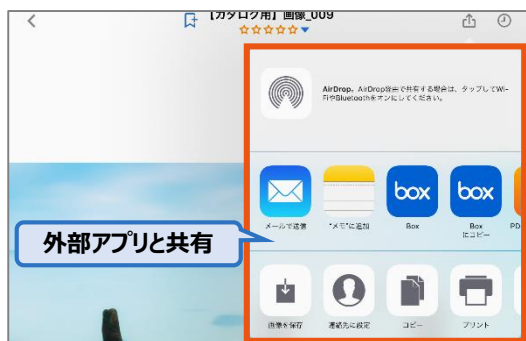 【カタログ用】画像_009
AirDrop。AirDrop経由で共有する場合は、タップしてWi-
FiやBluetoothをオンにしてください。
box
box
メールで送信
"メモ"に追加
Box
Box
にコピー
PD
外部アプリと共有
画像を保存
連絡先に設定
コピー
プリント